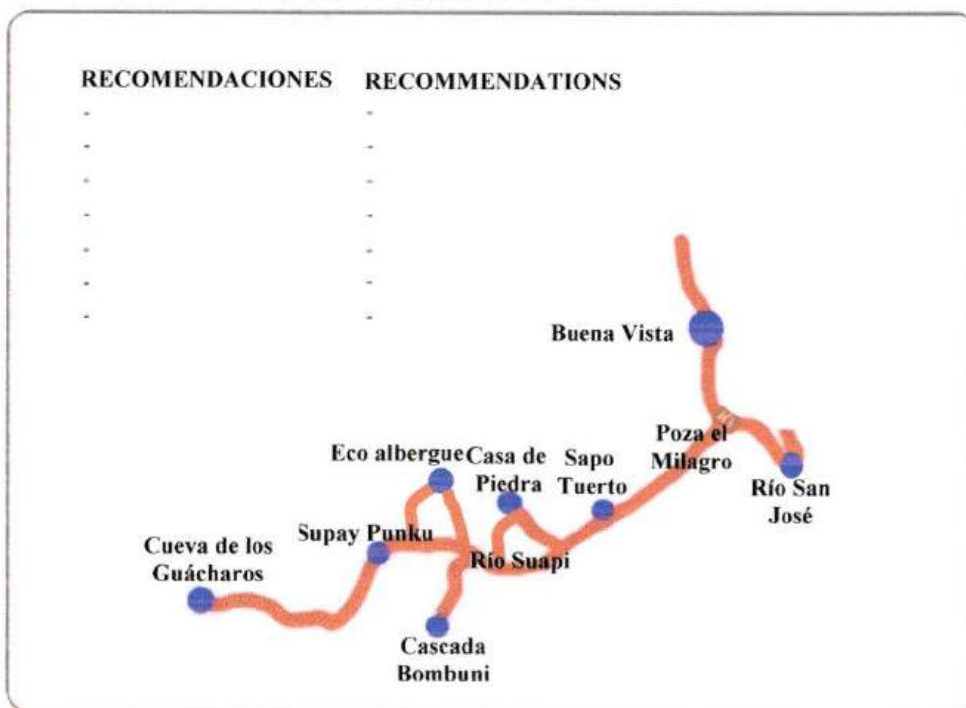 RECOMENDACIONES RECOMMENDATIONS
- -
- -
- -
- -
- -
- -
- -
Buena Vista
Poza el
Milagro
Río San
José
Eco albergue
Casa de
Piedra
Sapo
Tuerto
Supay Punku
Río Suapi
Cueva de los
Guácharos
Cascada
Bombuni